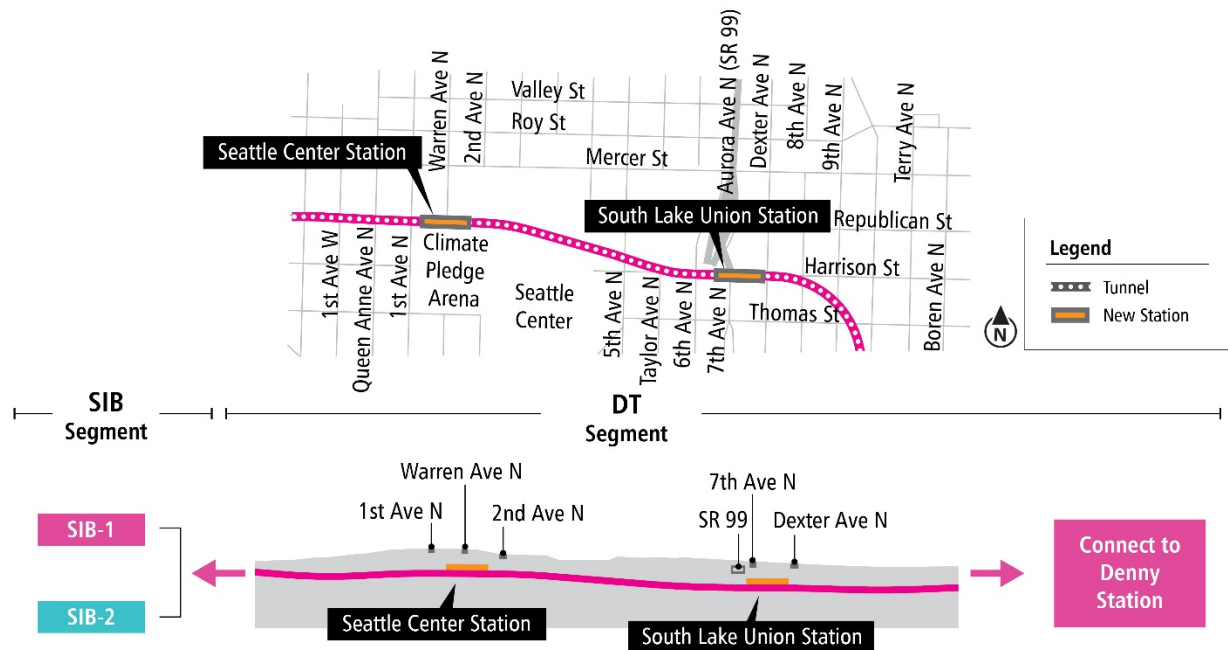 Warren Ave N
2nd Ave N
Valley St
Roy St
Mercer St
Aurora Ave N (SR 99)
Dexter Ave N
8th Ave N
9th Ave N
Terry Ave N
Seattle Center Station
South Lake Union Station
Republican St
1st Ave W
Queen Anne Ave N
1st Ave N
Climate
Pledge
Arena
Seattle
Center
5th Ave N
Taylor Ave N
6th Ave N
7th Ave N
Harrison St
Thomas St
Boren Ave N
N
Legend
Tunnel
New Station
SIB
Segment
DT
Segment
Warren Ave N
1st Ave N
2nd Ave N
7th Ave N
SR 99
Dexter Ave N
SIB-1
SIB-2
Seattle Center Station
South Lake Union Station
Connect to
Denny
Station